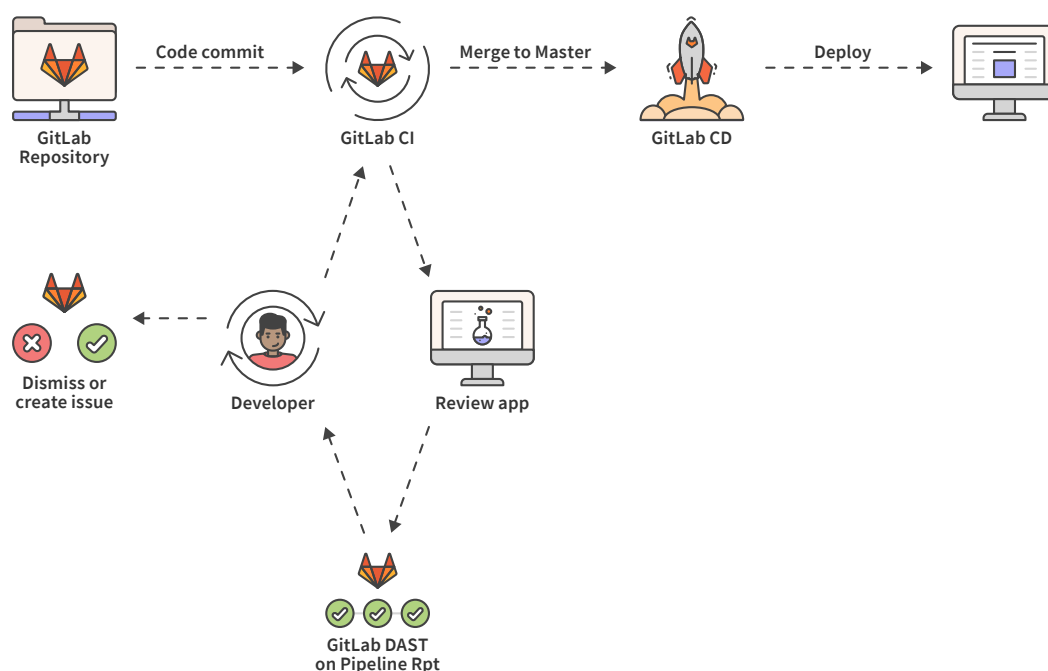 Code commit
Merge to Master
Deploy
GitLab
Repository
GitLab CI
GitLab CD
Dismiss or
create issue
Developer
Review app
GitLab DAST
on Pipeline Rpt